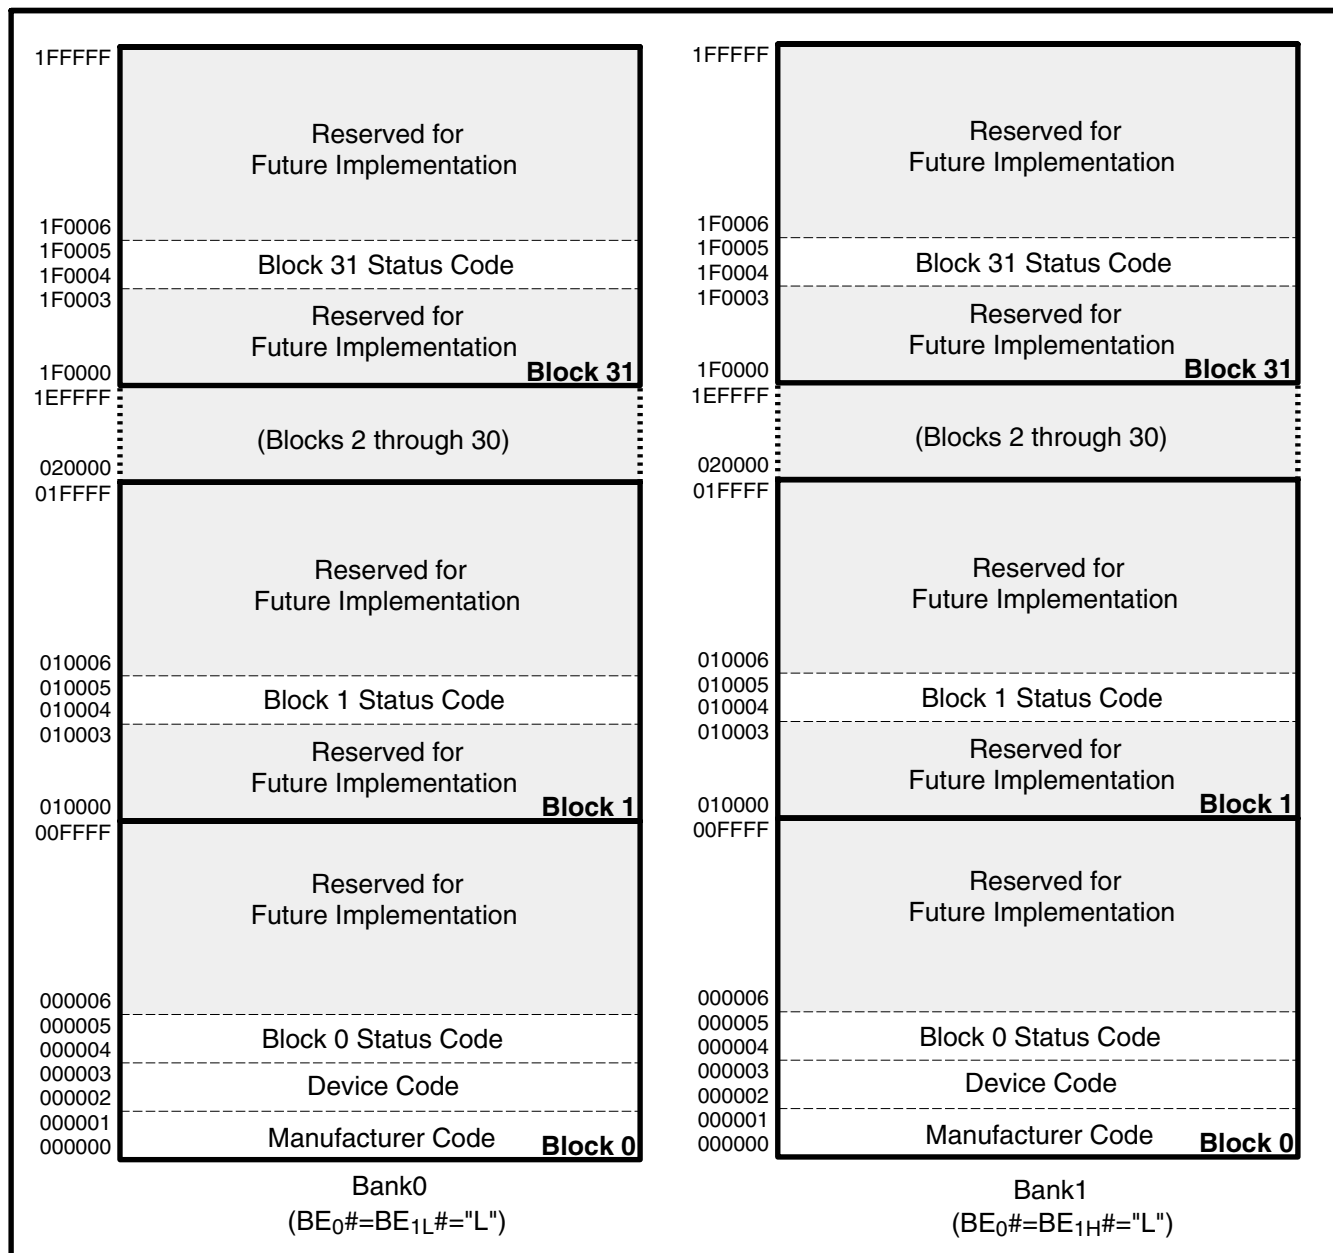 1FFFFF
Reserved for
Future Implementation
1F0006
1F0005
Block 31 Status Code
1F0004
1F0003
Reserved for
Future Implementation
1F0000
Block 31
1EFFFF
(Blocks 2 through 30)
020000
01FFFF
Reserved for
Future Implementation
010006
010005
Block 1 Status Code
010004
010003
Reserved for
Future Implementation
010000
Block 1
00FFFF
Reserved for
Future Implementation
000006
000005
Block 0 Status Code
000004
000003
Device Code
000002
000001
Manufacturer Code
000000
Block 0
Bank0
(BE0#=BE1L#="L")
1FFFFF
Reserved for
Future Implementation
1F0006
1F0005
Block 31 Status Code
1F0004
1F0003
Reserved for
Future Implementation
1F0000
Block 31
1EFFFF
(Blocks 2 through 30)
020000
01FFFF
Reserved for
Future Implementation
010006
010005
Block 1 Status Code
010004
010003
Reserved for
Future Implementation
010000
Block 1
00FFFF
Reserved for
Future Implementation
000006
000005
Block 0 Status Code
000004
000003
Device Code
000002
000001
Manufacturer Code
000000
Block 0
Bank1
(BE0#=BE1H#="L")